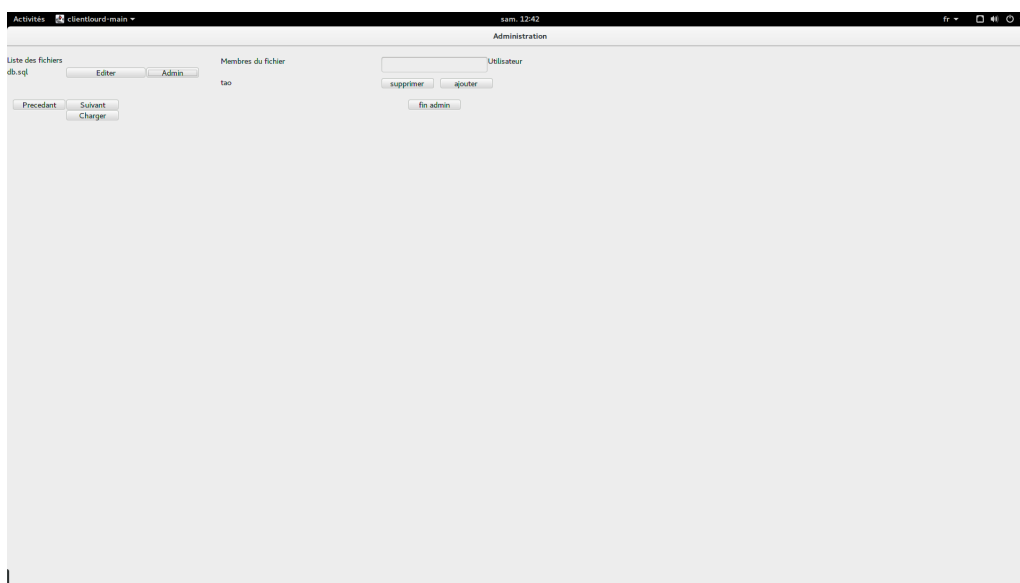 Activités clientlourd-main sam. 12:42 fr
Administration
Liste des fichiers Membres du fichier Utilisateur
db.sql Editer Admin
tao supprimer ajouter
Precedant Suivant fin admin
Charger